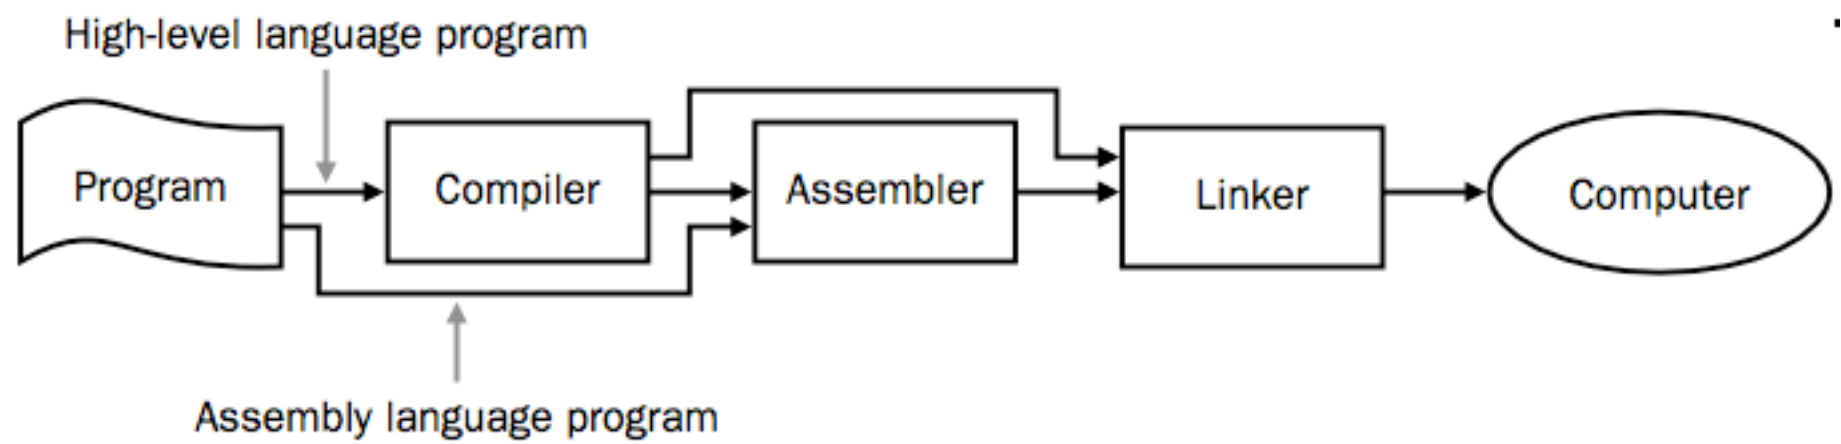 High-level language program
Program
Compiler
Assembler
Linker
Computer
Assembly language program